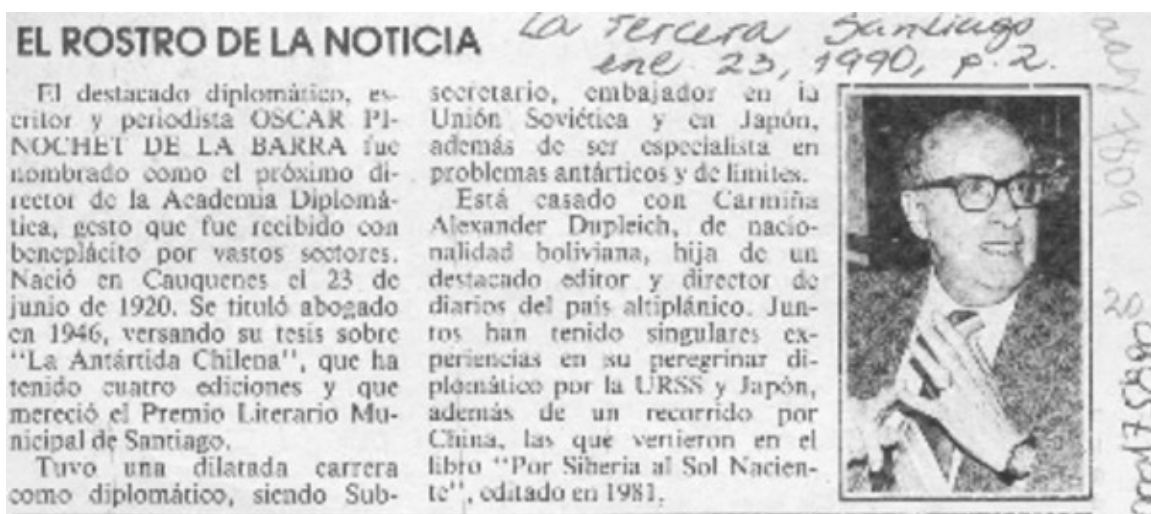 EL ROSTRO DE LA NOTICIA
La Tercera Santiago
ene. 23, 1990, p. 2.
El destacado diplomático, es-
critor y periodista OSCAR PI-
NOCHET DE LA BARRA fue
nombrado como el próximo di-
rector de la Academia Diplomá-
tica, gesto que fue recibido con
beneplácito por vastos sectores.
Nació en Cauquenes el 23 de
junio de 1920. Se tituló abogado
en 1946, versando su tesis sobre
"La Antártida Chilena", que ha
tenido cuatro ediciones y que
mereció el Premio Literario Mu-
nicipal de Santiago.
Tuvo una dilatada carrera
como diplomático, siendo Sub-
secretario, embajador en la
Unión Soviética y en Japón,
además de ser especialista en
problemas antárticos y de límites.
Está casado con Carmiña
Alexander Dupleich, de nacio-
nalidad boliviana, hija de un
destacado editor y director de
diarios del país altiplánico. Jun-
tos han tenido singulares ex-
periencias en su peregrinar di-
plomático por la URSS y Japón,
además de un recorrido por
China, las que vertieron en el
libro "Por Siberia al Sol Nacien-
te", editado en 1981.